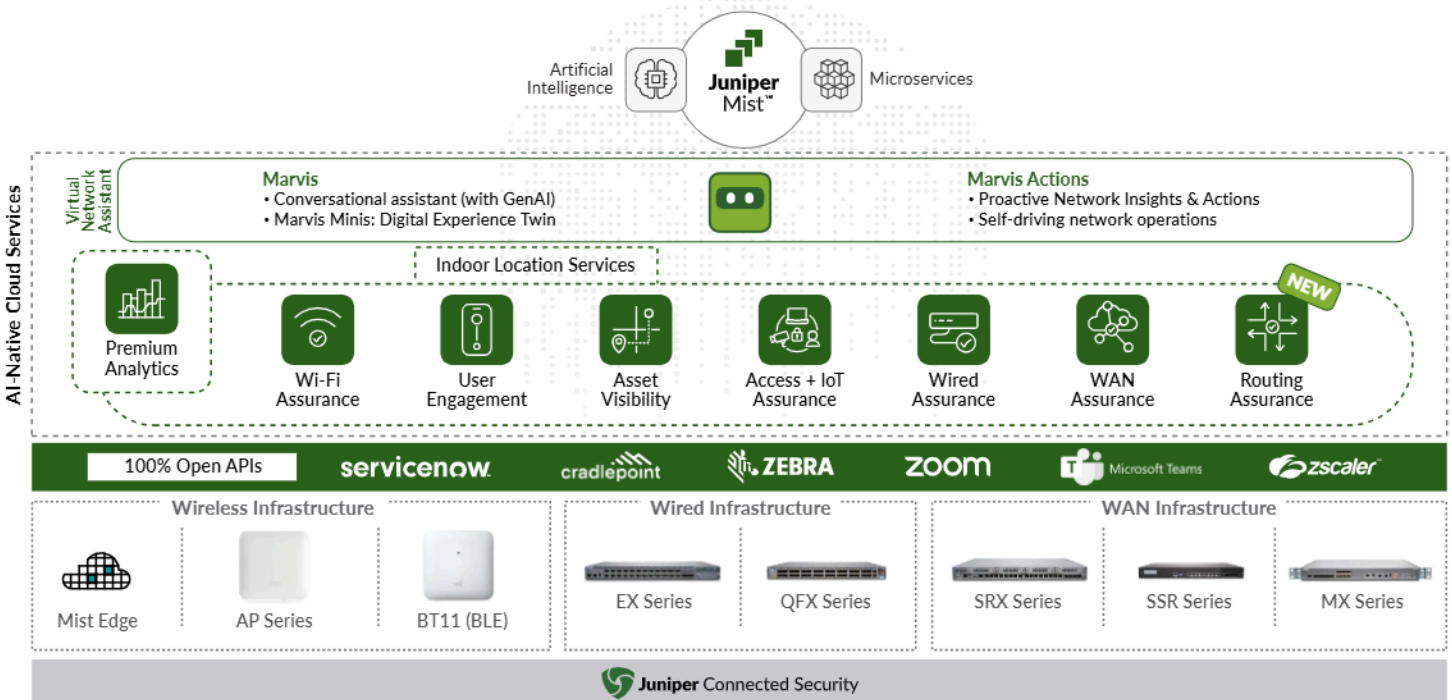 Artificial
Intelligence
Juniper
Mist™
Microservices
AI-Native Cloud Services
Virtual
Network
Assistant
Marvis
• Conversational assistant (with GenAI)
• Marvis Minis: Digital Experience Twin
Marvis Actions
• Proactive Network Insights & Actions
• Self-driving network operations
Indoor Location Services
NEW
Premium
Analytics
Wi-Fi
Assurance
User
Engagement
Asset
Visibility
Access + IoT
Assurance
Wired
Assurance
WAN
Assurance
Routing
Assurance
100% Open APIs
servicenow
cradlepoint
ZEBRA
zoom
T
Microsoft Teams
zscaler
Wireless Infrastructure
Mist Edge
AP Series
BT11 (BLE)
Wired Infrastructure
EX Series
QFX Series
WAN Infrastructure
SRX Series
SSR Series
MX Series
Juniper Connected Security